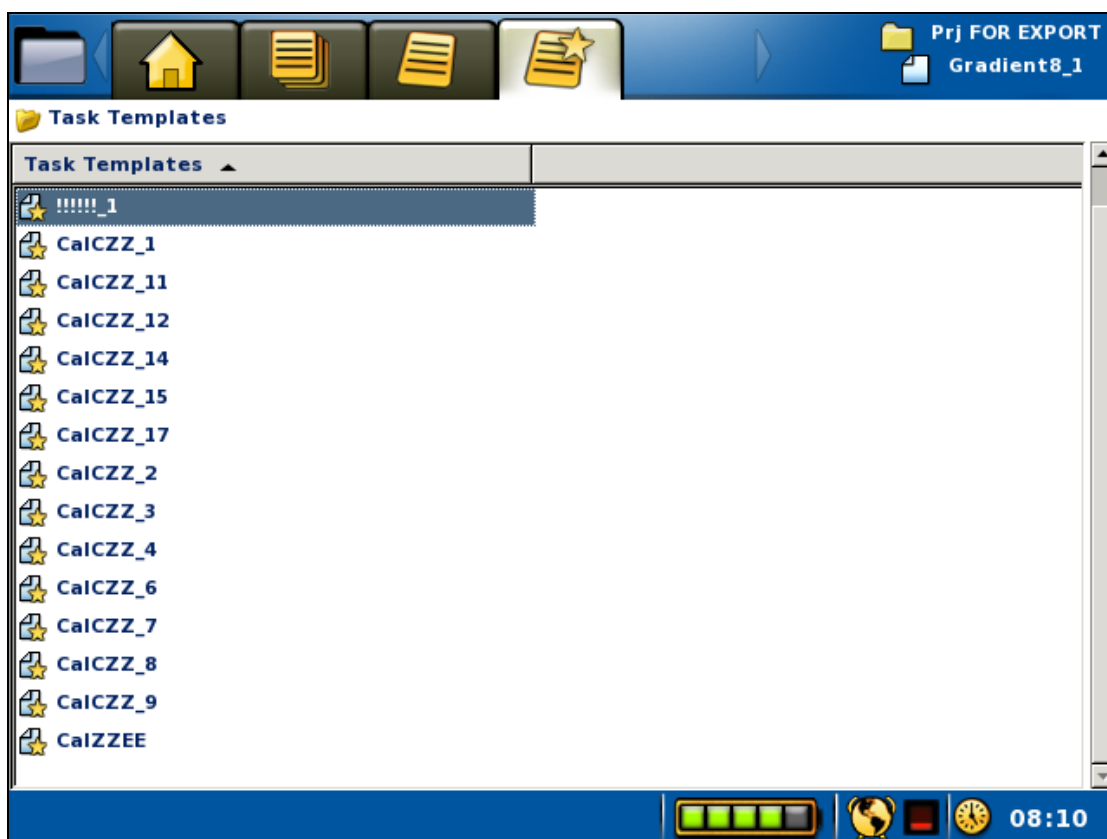 Prj FOR EXPORT
Gradient8_1
Task Templates
Task Templates
!!!!!!_1
CalCZZ_1
CalCZZ_11
CalCZZ_12
CalCZZ_14
CalCZZ_15
CalCZZ_17
CalCZZ_2
CalCZZ_3
CalCZZ_4
CalCZZ_6
CalCZZ_7
CalCZZ_8
CalCZZ_9
CalZZEE
08:10